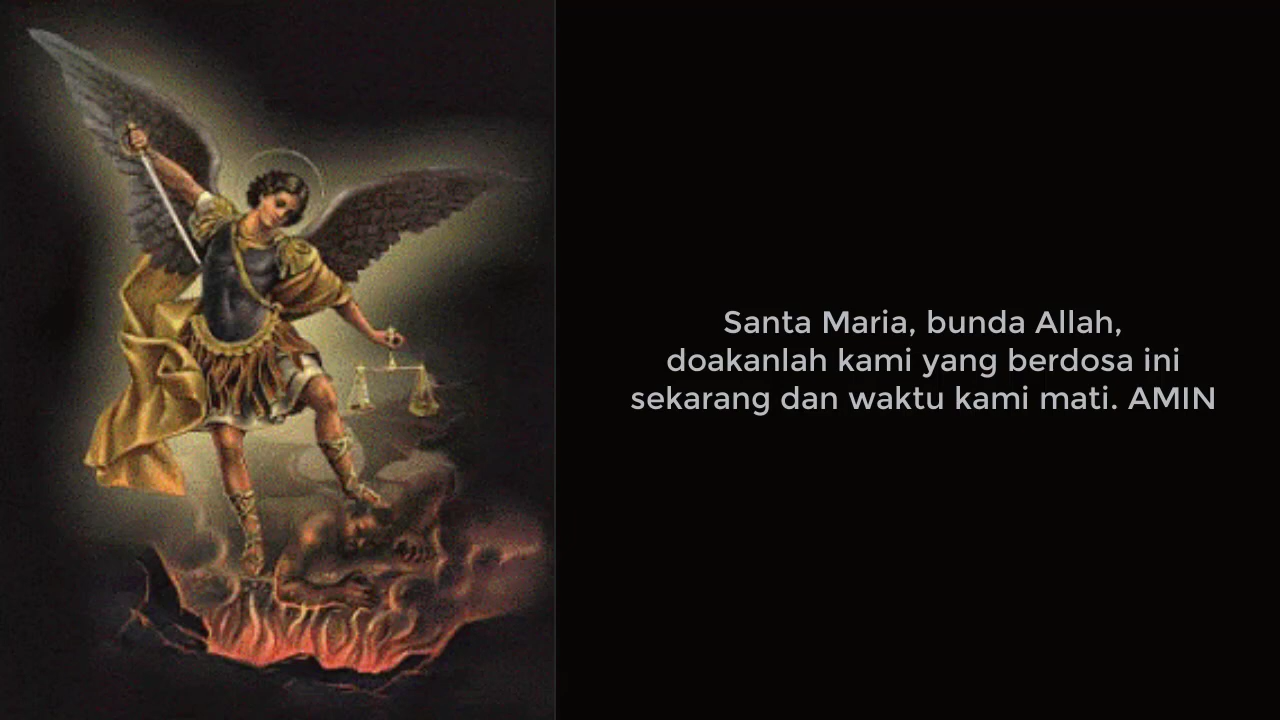 Santa Maria, bunda Allah,
doakanlah kami yang berdosa ini
sekarang dan waktu kami mati. AMIN